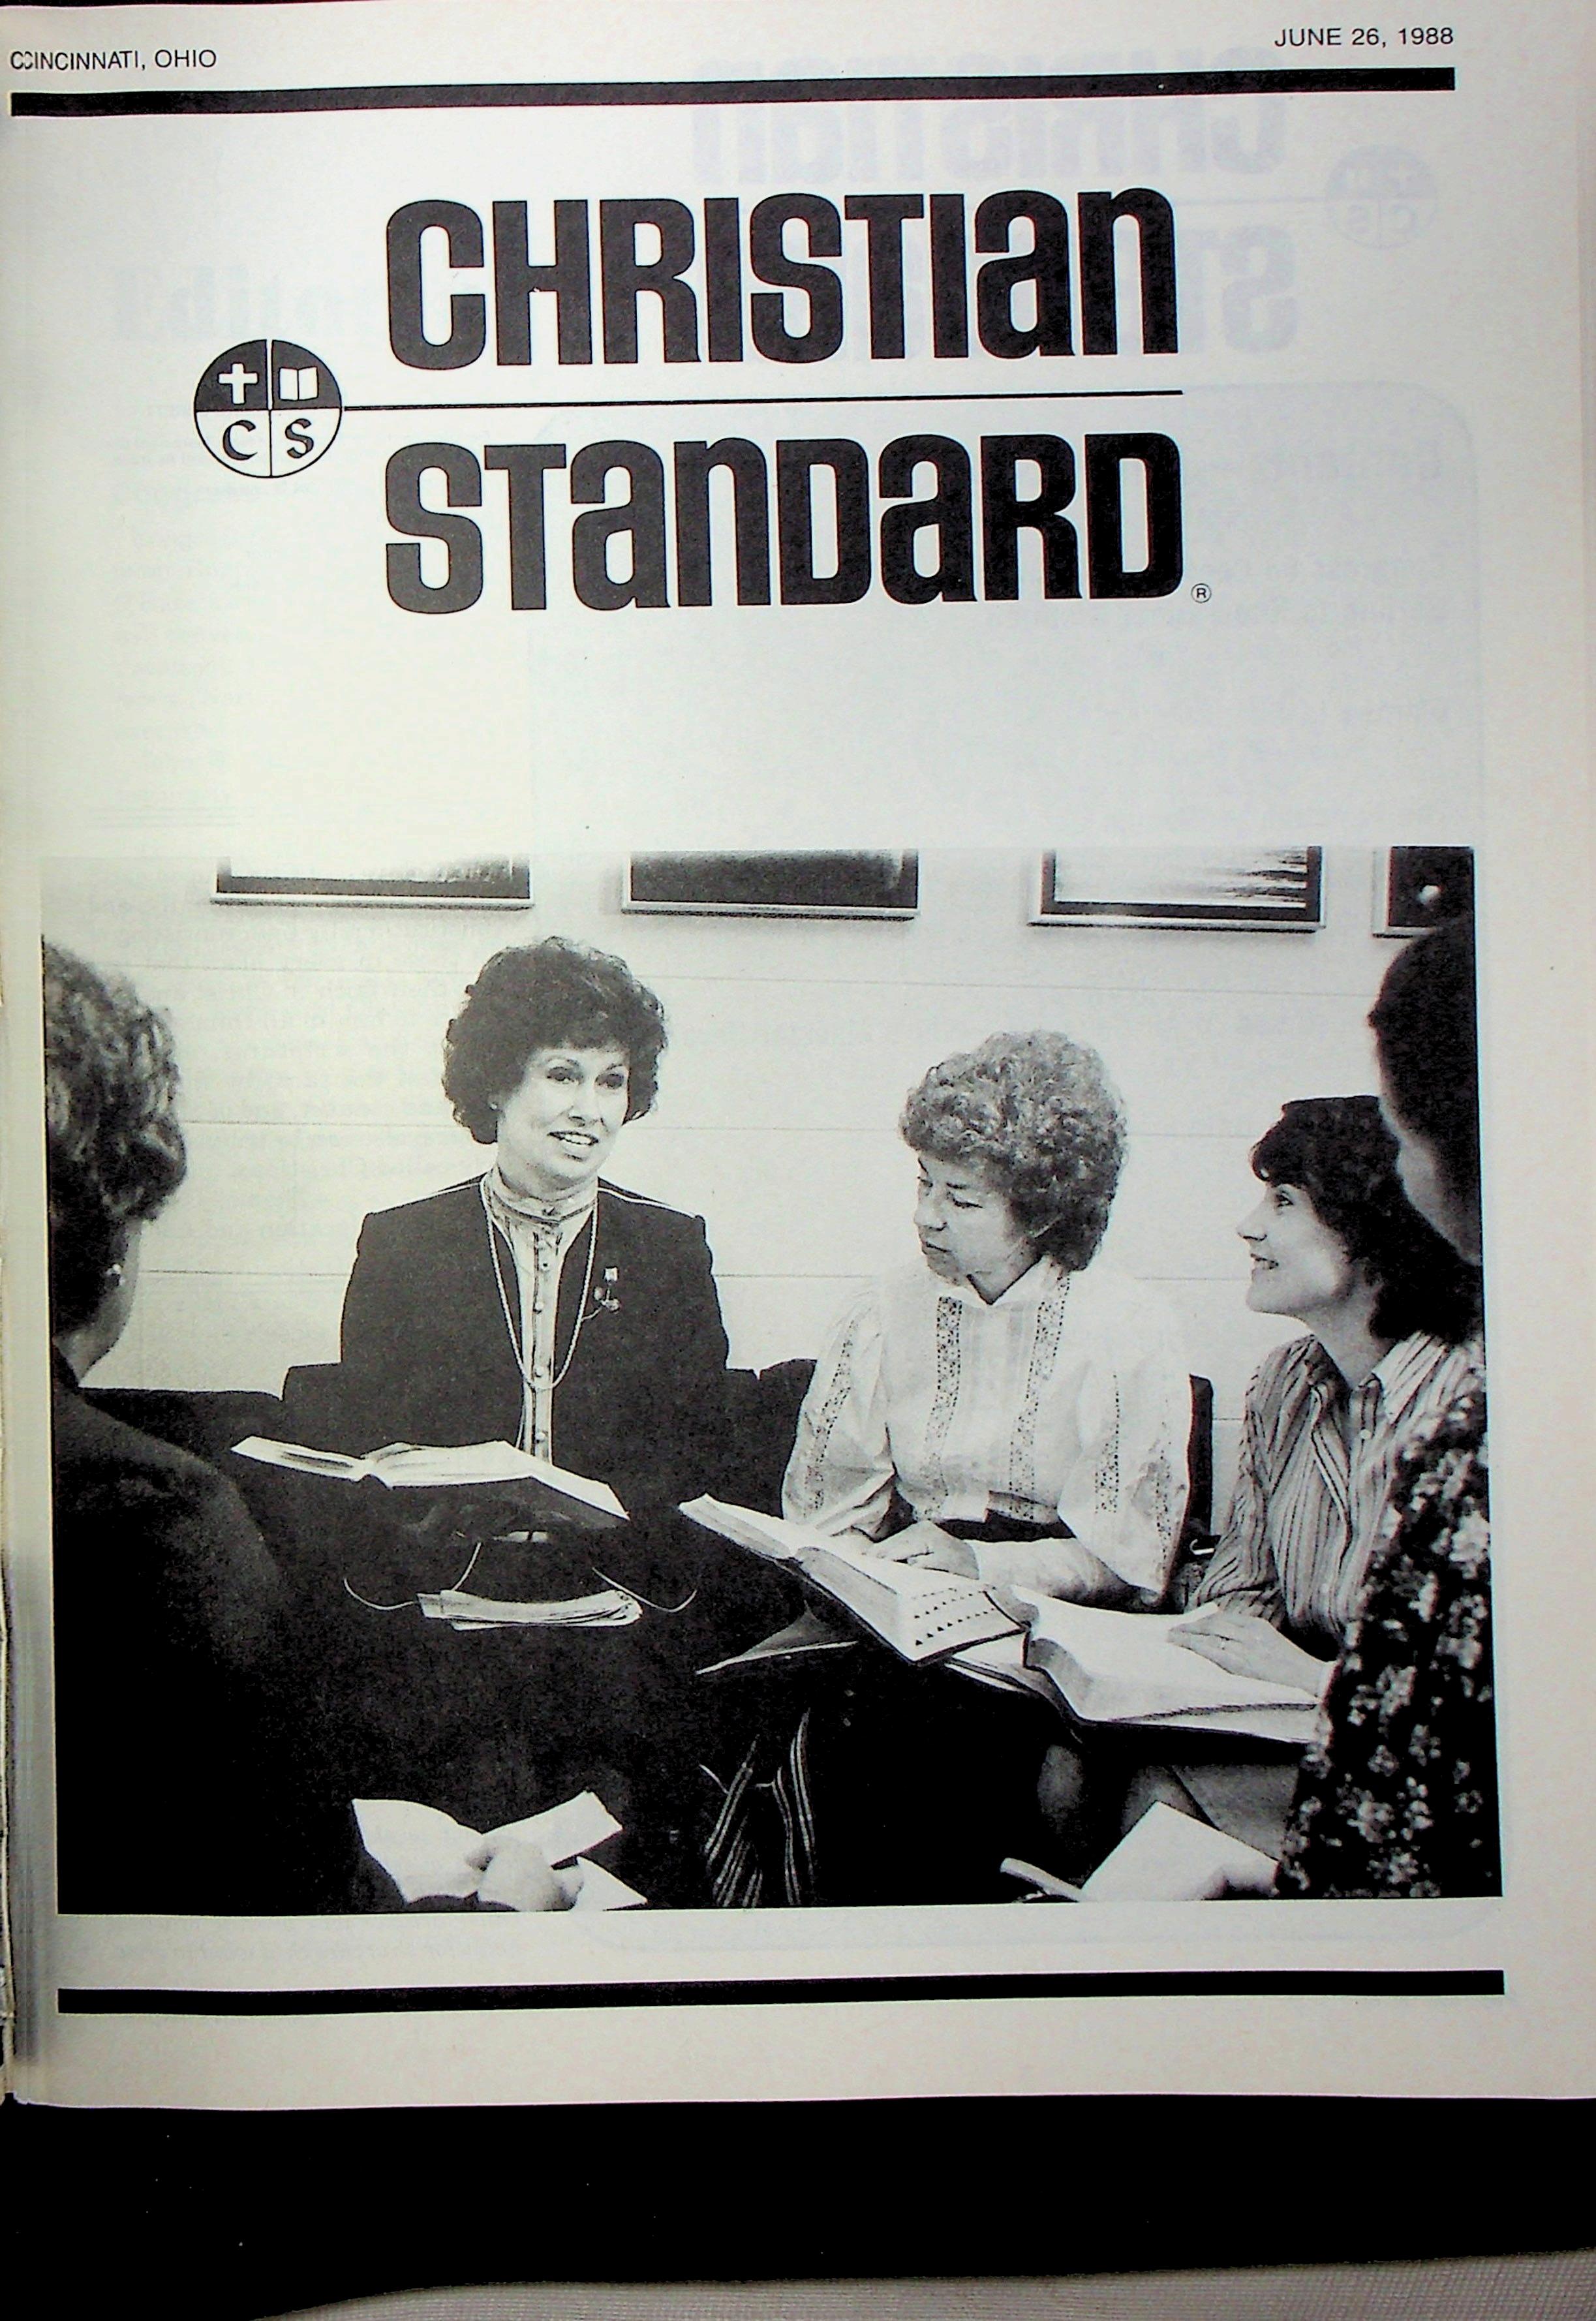 CINCINNATI, OHIO
JUNE 26, 1988
CHRISTIAN
C S
STANDARD®